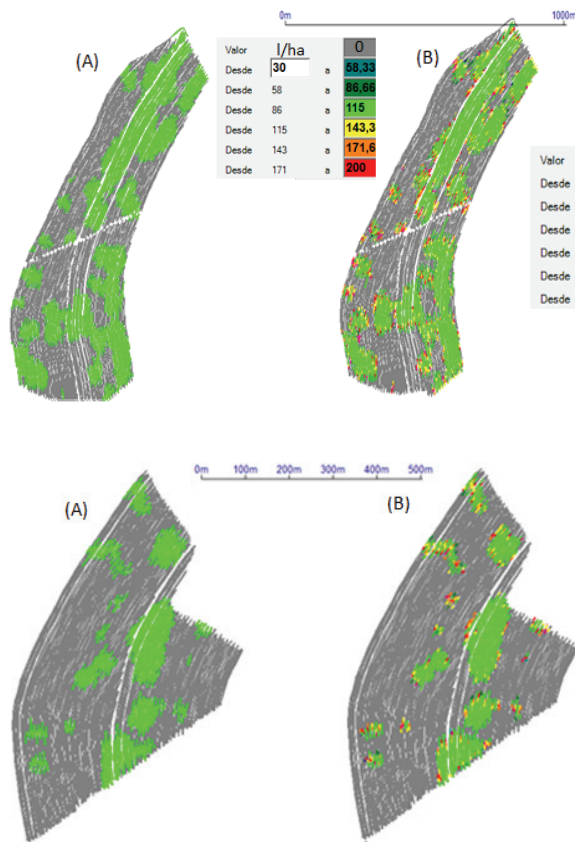 0m 1000m
(A)
(B)
Valor l/ha 0
Desde 30 a 58,33
Desde 58 a 86,66
Desde 86 a 115
Desde 115 a 143,3
Desde 143 a 171,6
Desde 171 a 200
Valor
Desde
Desde
Desde
Desde
Desde
Desde
0m 100m 200m 300m 400m 500m
(A)
(B)